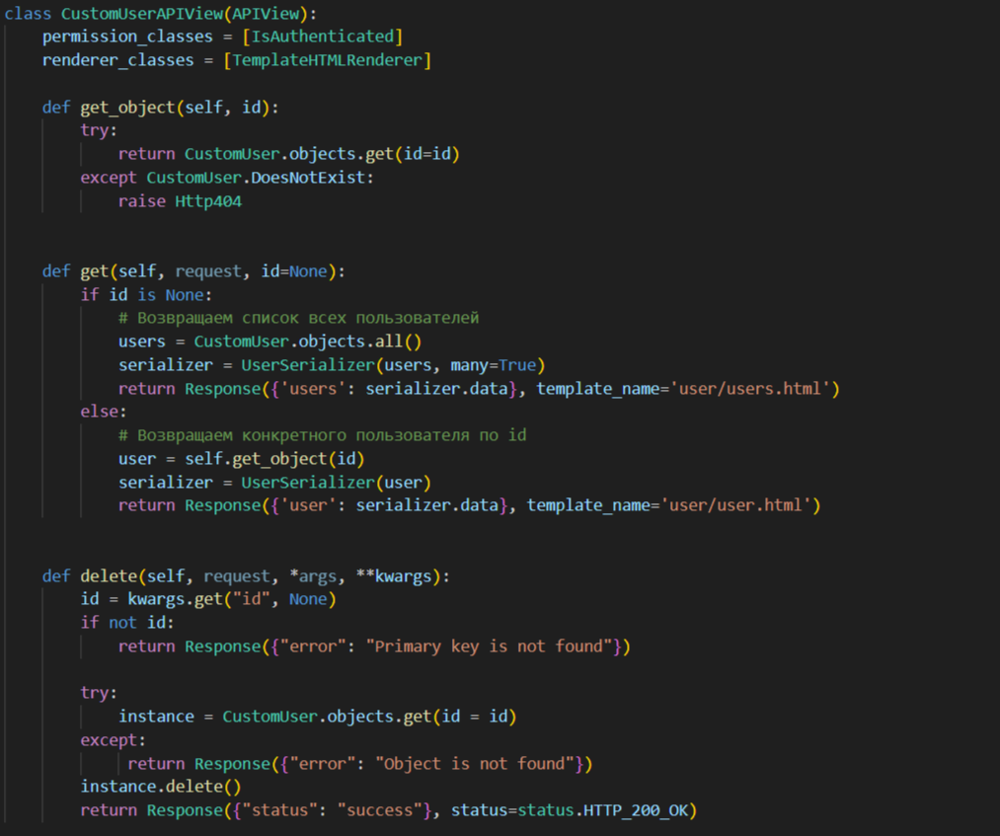 class CustomUserAPIView(APIView):
    permission_classes = [IsAuthenticated]
    renderer_classes = [TemplateHTMLRenderer]
    def get_object(self, id):
        try:
            return CustomUser.objects.get(id=id)
        except CustomUser.DoesNotExist:
            raise Http404
    def get(self, request, id=None):
        if id is None:
            # Возвращаем список всех пользователей
            users = CustomUser.objects.all()
            serializer = UserSerializer(users, many=True)
            return Response({'users': serializer.data}, template_name='user/users.html')
        else:
            # Возвращаем конкретного пользователя по id
            user = self.get_object(id)
            serializer = UserSerializer(user)
            return Response({'user': serializer.data}, template_name='user/user.html')
    def delete(self, request, *args, **kwargs):
        id = kwargs.get("id", None)
        if not id:
            return Response({"error": "Primary key is not found"})
        try:
            instance = CustomUser.objects.get(id = id)
        except:
             return Response({"error": "Object is not found"})
        instance.delete()
        return Response({"status": "success"}, status=status.HTTP_200_OK)